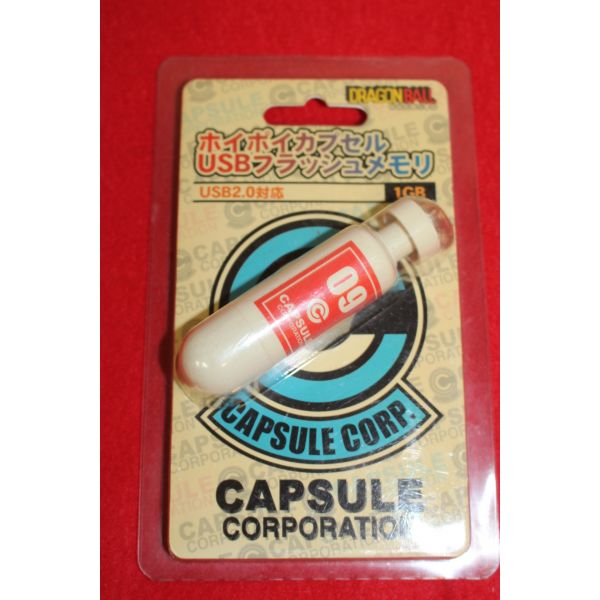 DRAGON BALL
ホイポイカプセル
USBフラッシュメモリ
USB2.0対応
1GB
09
CAPSULE
CORPORATION
CAPSULE CORP.
CAPSULE
CORPORATION